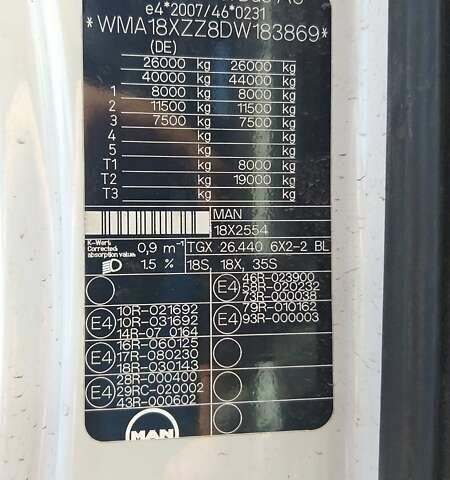 e4*2007/46*0231
*WMA18XZZ8DW183869*
(DE)
26000 kg 26000 kg
40000 kg 44000 kg
1 8000 kg 8000 kg
2 11500 kg 11500 kg
3 7500 kg 7500 kg
4 kg kg
5 kg kg
T1 8000 kg
T2 19000 kg
T3 kg
MAN
18X2554
K-Wert
Corrected
absorption value
0,9 m-1 TGX 26.440 6X2-2 BL
1.5 % 18S, 18X, 35S
46R-023900
E4 58R-020232
73R-000038
10R-021692
E4 10R-031692
14R-07 0164
79R-010162
E4 93R-000003
16R-060125
E4 17R-080230
18R-030143
28R-000400
E4 29RC-020002
43R-000602
MAN